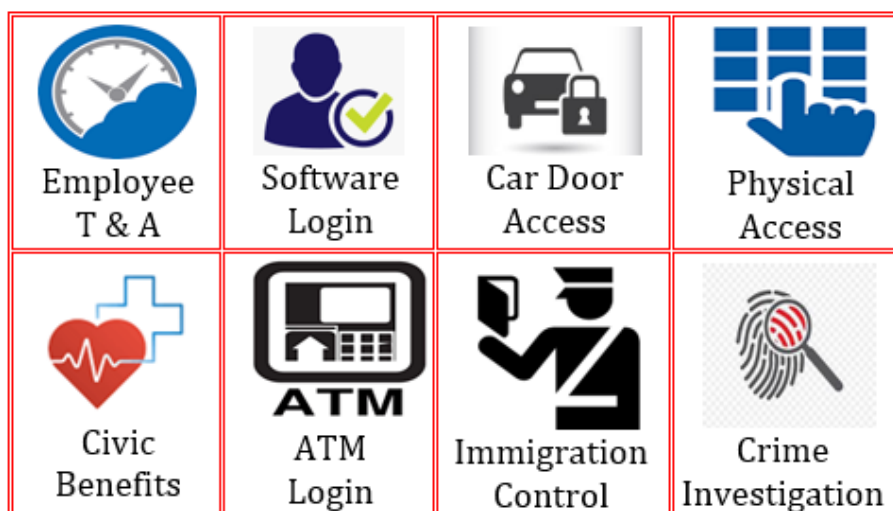 Employee
T & A
Software
Login
Car Door
Access
Physical
Access
Civic
Benefits
ATM
ATM
Login
Immigration
Control
Crime
Investigation